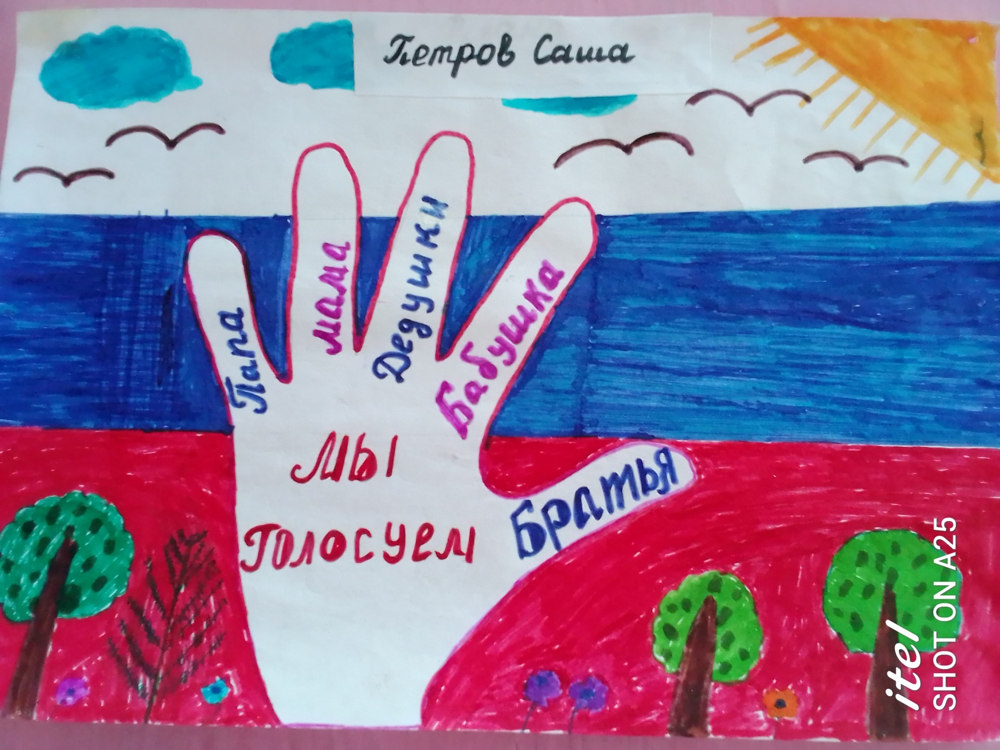 Петров Саша
Папа
мама
Дедушки
Бабушка
Братья
мы
голосуем
itel
SHOT ON A25